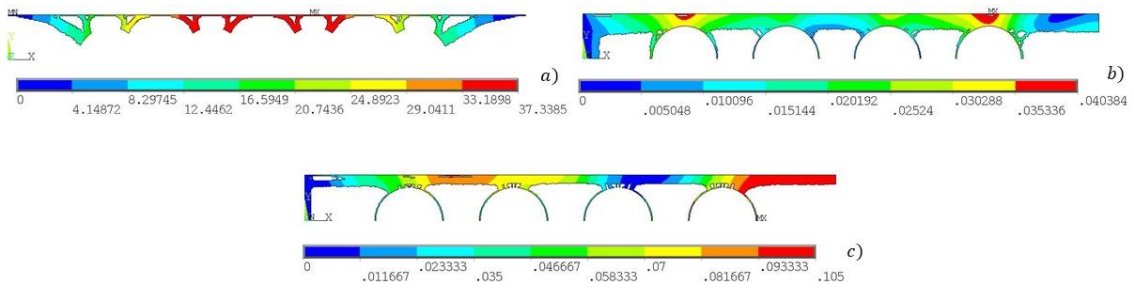 MN
MX
Y
Z X
a)
0 8.29745 16.5949 24.8923 33.1898
4.14872 12.4462 20.7436 29.0411 37.3385
MX
Y
X
b)
0 .010096 .020192 .030288 .040384
.005048 .015144 .02524 .035336
Y
X
MX
c)
0 .023333 .046667 .07 .093333
.011667 .035 .058333 .081667 .105